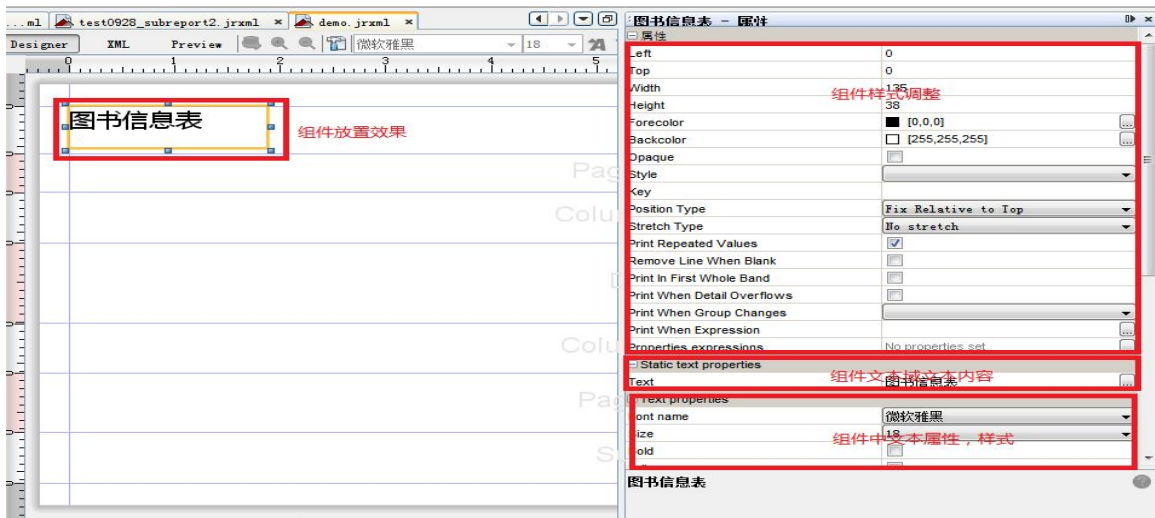 ...ml test0928_subreport2.jrxml × demo.jrxml ×
Designer XML Preview 微软雅黑 18
0 1 2 3 4 5
图书信息表
组件放置效果
Pag
Colu
D
Colu
Pag
S
图书信息表 - 属性
属性
Left 0
Top 0
Width 135
组件样式调整
Height 38
Forecolor [0,0,0] ...
Backcolor [255,255,255] ...
Opaque
Style
Key
Position Type Fix Relative to Top
Stretch Type No stretch
Print Repeated Values
Remove Line When Blank
Print In First Whole Band
Print When Detail Overflows
Print When Group Changes
Print When Expression ...
Properties expressions No properties set ...
Static text properties
组件文本域文本内容
Text 图书信息表 ...
Text properties
Font name 微软雅黑
Size 18
组件中文本属性，样式
Bold
图书信息表